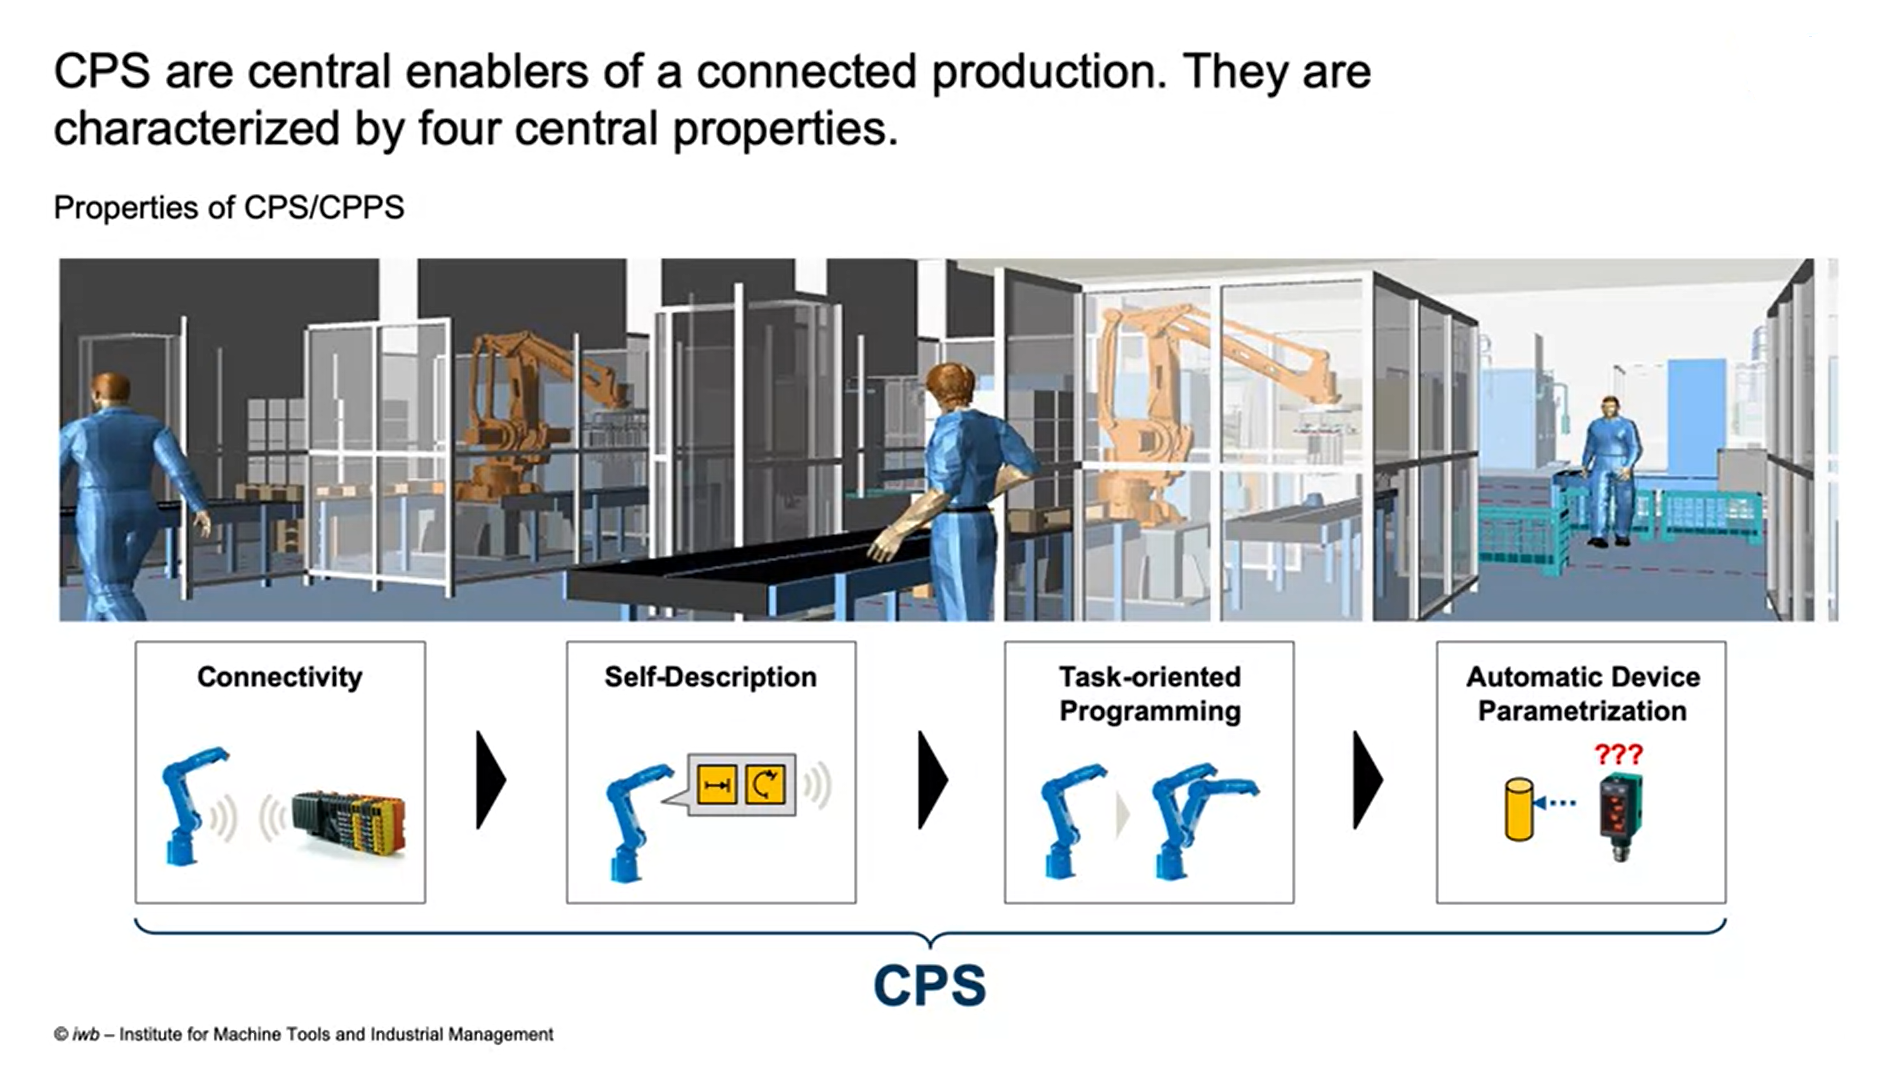 CPS are central enablers of a connected production. They are
characterized by four central properties.
Properties of CPS/CPPS
Connectivity
Self-Description
Task-oriented
Programming
Automatic Device
Parametrization
???
CPS
© iwb – Institute for Machine Tools and Industrial Management